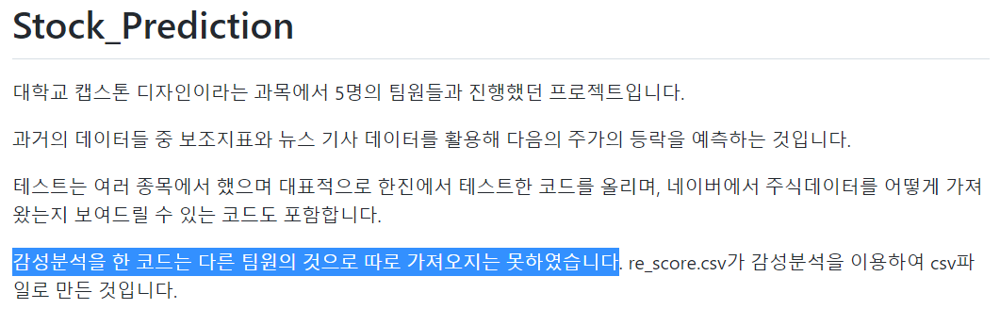 Stock_Prediction
대학교 캡스톤 디자인이라는 과목에서 5명의 팀원들과 진행했던 프로젝트입니다.
과거의 데이터들 중 보조지표와 뉴스 기사 데이터를 활용해 다음의 주가의 등락을 예측하는 것입니다.
테스트는 여러 종목에서 했으며 대표적으로 한진에서 테스트한 코드를 올리며, 네이버에서 주식데이터를 어떻게 가져
왔는지 보여드릴 수 있는 코드도 포함합니다.
감성분석을 한 코드는 다른 팀원의 것으로 따로 가져오지는 못하였습니다. re_score.csv가 감성분석을 이용하여 csv파
일로 만든 것입니다.